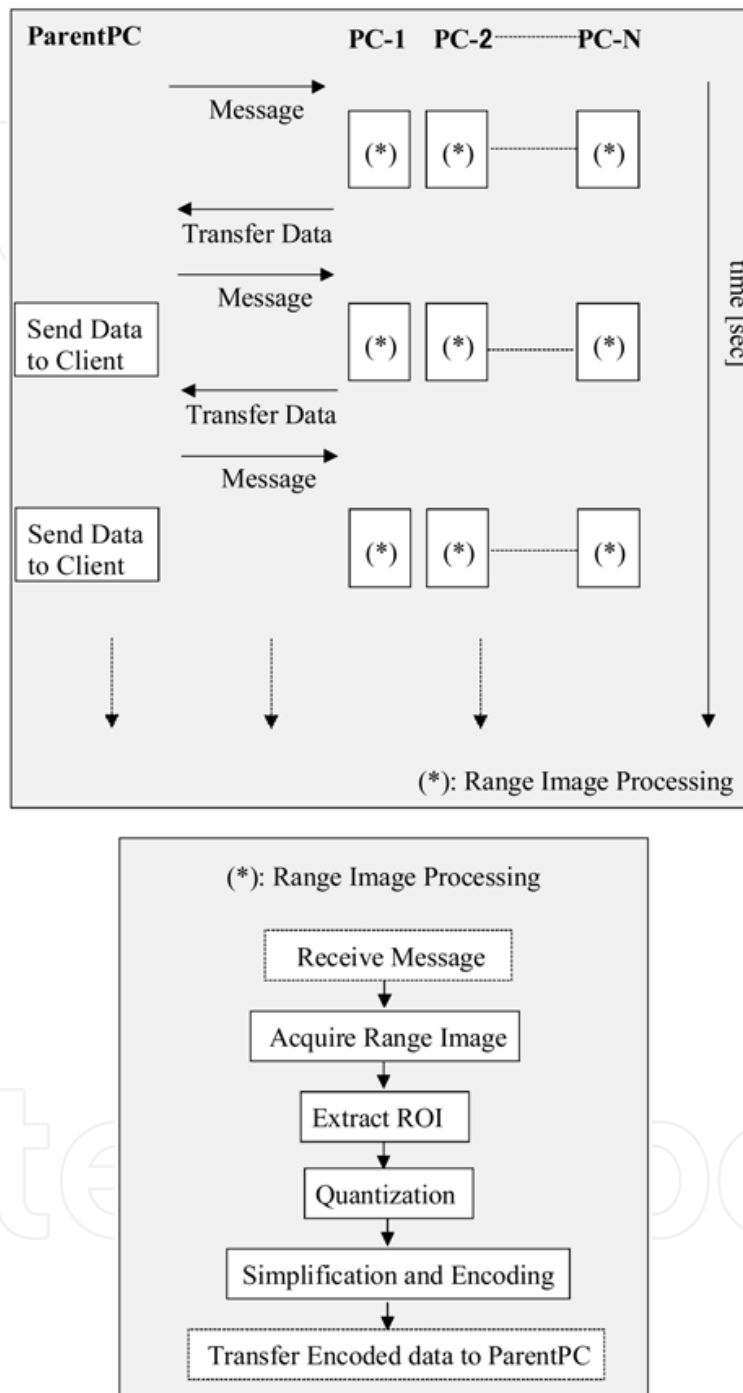 ParentPC PC-1 PC-2 PC-N
Message
(*) (*) (*)
Transfer Data
Message
Send Data
to Client
(*) (*) (*)
Transfer Data
Message
Send Data
to Client
(*) (*) (*)
time [sec]
(*): Range Image Processing
(*): Range Image Processing
Receive Message
Acquire Range Image
Extract ROI
Quantization
Simplification and Encoding
Transfer Encoded data to ParentPC